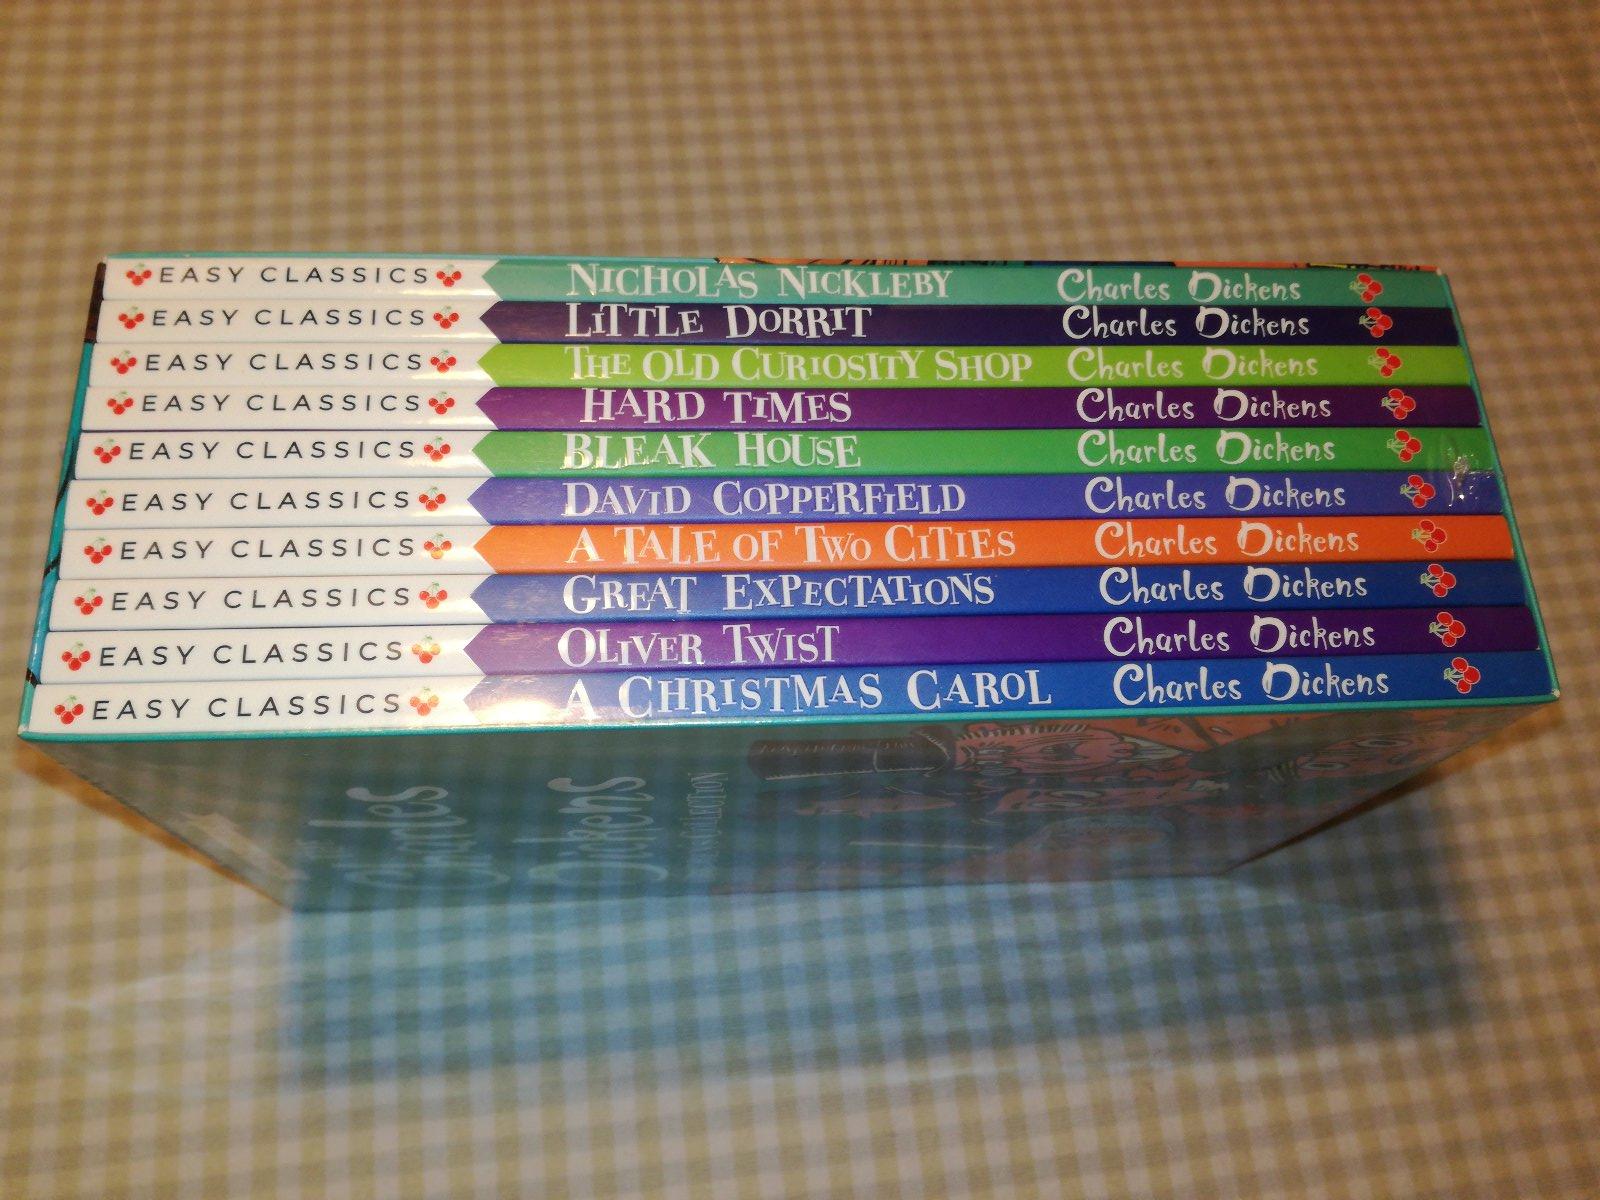 EASY CLASSICS NICHOLAS NICKLEBY Charles Dickens
EASY CLASSICS LITTLE DORRIT Charles Dickens
EASY CLASSICS THE OLD CURIOSITY SHOP Charles Dickens
EASY CLASSICS HARD TIMES Charles Dickens
EASY CLASSICS BLEAK HOUSE Charles Dickens
EASY CLASSICS DAVID COPPERFIELD Charles Dickens
EASY CLASSICS A TALE OF TWO CITIES Charles Dickens
EASY CLASSICS GREAT EXPECTATIONS Charles Dickens
EASY CLASSICS OLIVER TWIST Charles Dickens
EASY CLASSICS A CHRISTMAS CAROL Charles Dickens
Charles
Dickens
COLLECTION